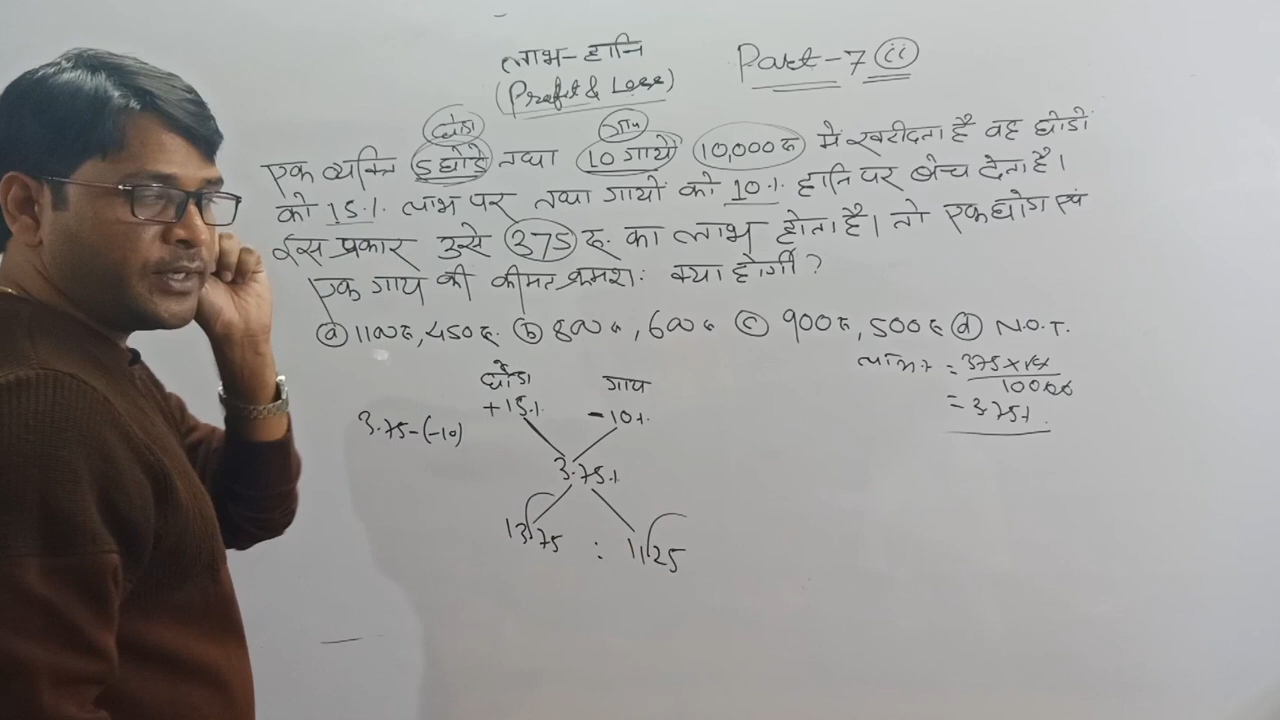 लाभ-हानि
(Profit & Loss)
Part-7 (ii)
घोडा
गाय
एक व्यक्ति 5 घोडे तथा 10 गायों 10,000रु में खरीदता है वह घोडो
को 15% लाभ पर तथा गायों को 10% हानि पर बेच देता है।
ईस प्रकार उसे 375 रु. का लाभ होता है। तो एक घोडा एवं
एक गाय की कीमत क्रमशः क्या होगी ?
(a) 1100रु, 450रु. (b) 800रु, 600रु (c) 900रु, 500रु (d) N.O.T.
लाभ% = 375×100
10000
= 3.75%
घोडा गाय
+15% -10%
3.75-(-10)
3.75%
13.75 : 11.25